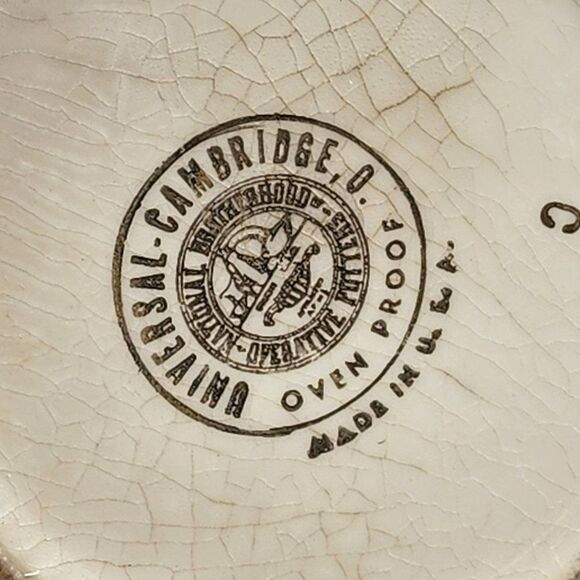 UNIVERSAL-CAMBRIDGE, O.
OVEN PROOF
NATIONAL BROTHERHOOD OF OPERATIVE POTTERS
MADE IN U.S.A.
C